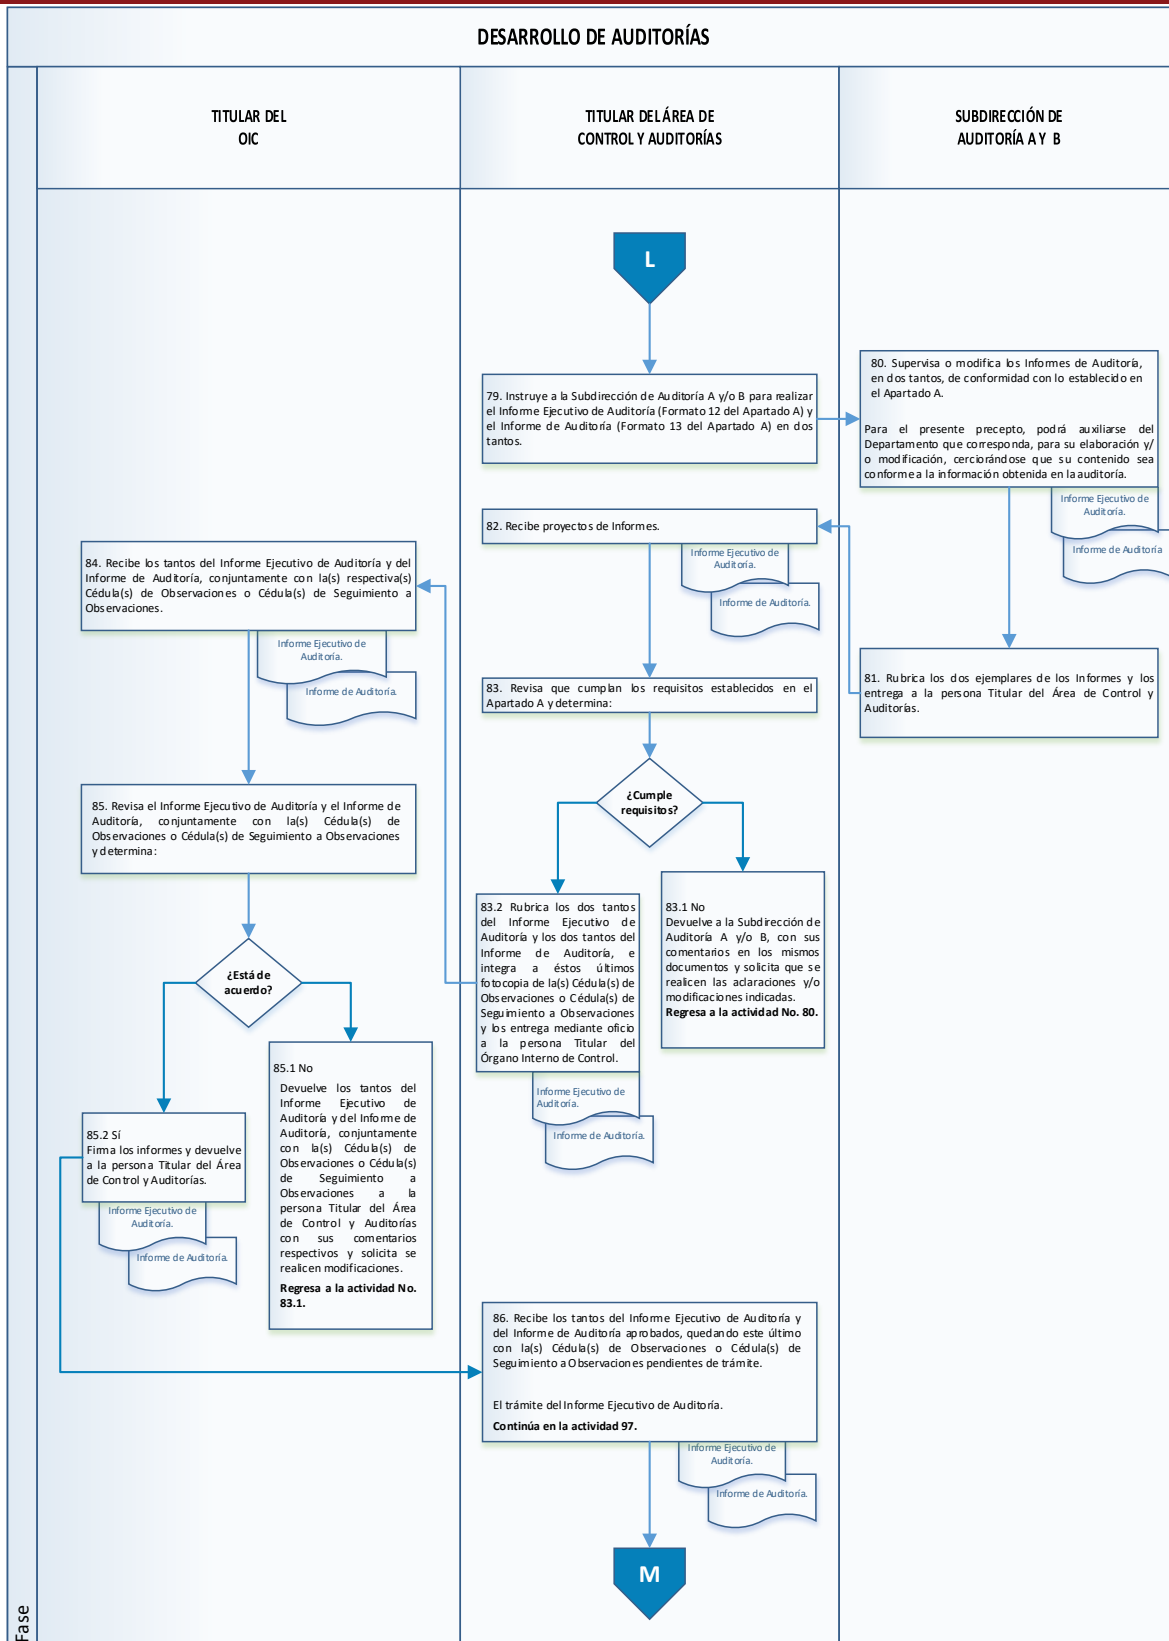 DESARROLLO DE AUDITORÍAS
TITULAR DEL
OIC
TITULAR DEL ÁREA DE
CONTROL Y AUDITORÍAS
SUBDIRECCIÓN DE
AUDITORÍA A Y B
L
79. Instruye a la Subdirección de Auditoría A y/o B para realizar
el Informe Ejecutivo de Auditoría (Formato 12 del Apartado A) y
el Informe de Auditoría (Formato 13 del Apartado A) en dos
tantos.
80. Supervisa o modifica los Informes de Auditoría,
en dos tantos, de conformidad con lo establecido en
el Apartado A.
Para el presente precepto, podrá auxiliarse del
Departamento que corresponda, para su elaboración y/
o modificación, cerciorándose que su contenido sea
conforme a la información obtenida en la auditoría.
Informe Ejecutivo de
Auditoría.
Informe de Auditoría
81. Rubrica los dos ejemplares de los Informes y los
entrega a la persona Titular del Área de Control y
Auditorías.
82. Recibe proyectos de Informes.
Informe Ejecutivo de
Auditoría.
Informe de Auditoría.
83. Revisa que cumplan los requisitos establecidos en el
Apartado A y determina:
¿Cumple
requisitos?
83.2 Rubrica los dos tantos
del Informe Ejecutivo de
Auditoría y los dos tantos del
Informe de Auditoría, e
integra a éstos últimos
fotocopia de la(s) Cédula(s) de
Observaciones o Cédula(s) de
Seguimiento a Observaciones
y los entrega mediante oficio
a la persona Titular del
Órgano Interno de Control.
Informe Ejecutivo de
Auditoría.
Informe de Auditoría.
83.1 No
Devuelve a la Subdirección de
Auditoría A y/o B, con sus
comentarios en los mismos
documentos y solicita que se
realicen las aclaraciones y/o
modificaciones indicadas.
Regresa a la actividad No. 80.
84. Recibe los tantos del Informe Ejecutivo de Auditoría y del
Informe de Auditoría, conjuntamente con la(s) respectiva(s)
Cédula(s) de Observaciones o Cédula(s) de Seguimiento a
Observaciones.
Informe Ejecutivo de
Auditoría.
Informe de Auditoría.
85. Revisa el Informe Ejecutivo de Auditoría y el Informe de
Auditoría, conjuntamente con la(s) Cédula(s) de
Observaciones o Cédula(s) de Seguimiento a Observaciones
y determina:
¿Está de
acuerdo?
85.1 No
Devuelve los tantos del
Informe Ejecutivo de
Auditoría y del Informe de
Auditoría, conjuntamente
con la(s) Cédula(s) de
Observaciones o Cédula(s)
de Seguimiento a
Observaciones a la
persona Titular del Área
de Control y Auditorías
con sus comentarios
respectivos y solicita se
realicen modificaciones.
Regresa a la actividad No.
83.1.
85.2 Sí
Firma los informes y devuelve
a la persona Titular del Área
de Control y Auditorías.
Informe Ejecutivo de
Auditoría.
Informe de Auditoría.
86. Recibe los tantos del Informe Ejecutivo de Auditoría y
del Informe de Auditoría aprobados, quedando este último
con la(s) Cédula(s) de Observaciones o Cédula(s) de
Seguimiento a Observaciones pendientes de trámite.
El trámite del Informe Ejecutivo de Auditoría.
Continúa en la actividad 97.
Informe Ejecutivo de
Auditoría.
Informe de Auditoría.
M
Fase